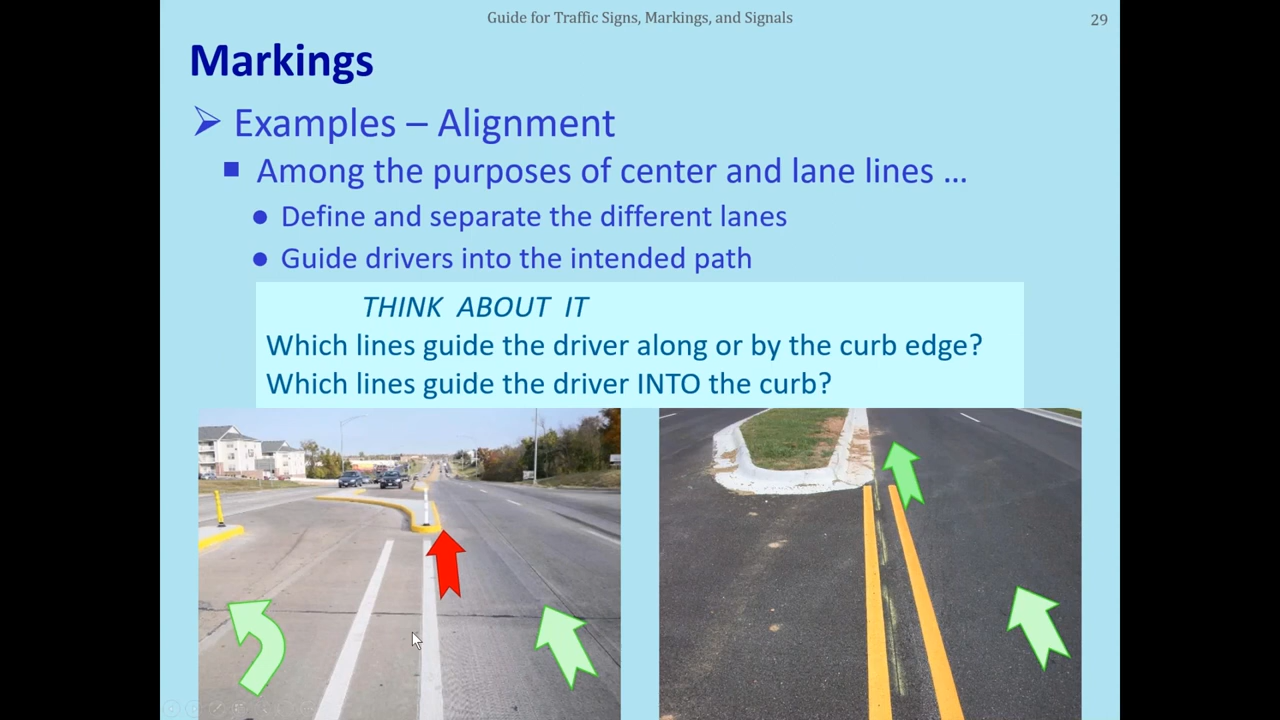 Guide for Traffic Signs, Markings, and Signals
29
Markings
Examples – Alignment
Among the purposes of center and lane lines …
Define and separate the different lanes
Guide drivers into the intended path
THINK ABOUT IT
Which lines guide the driver along or by the curb edge?
Which lines guide the driver INTO the curb?